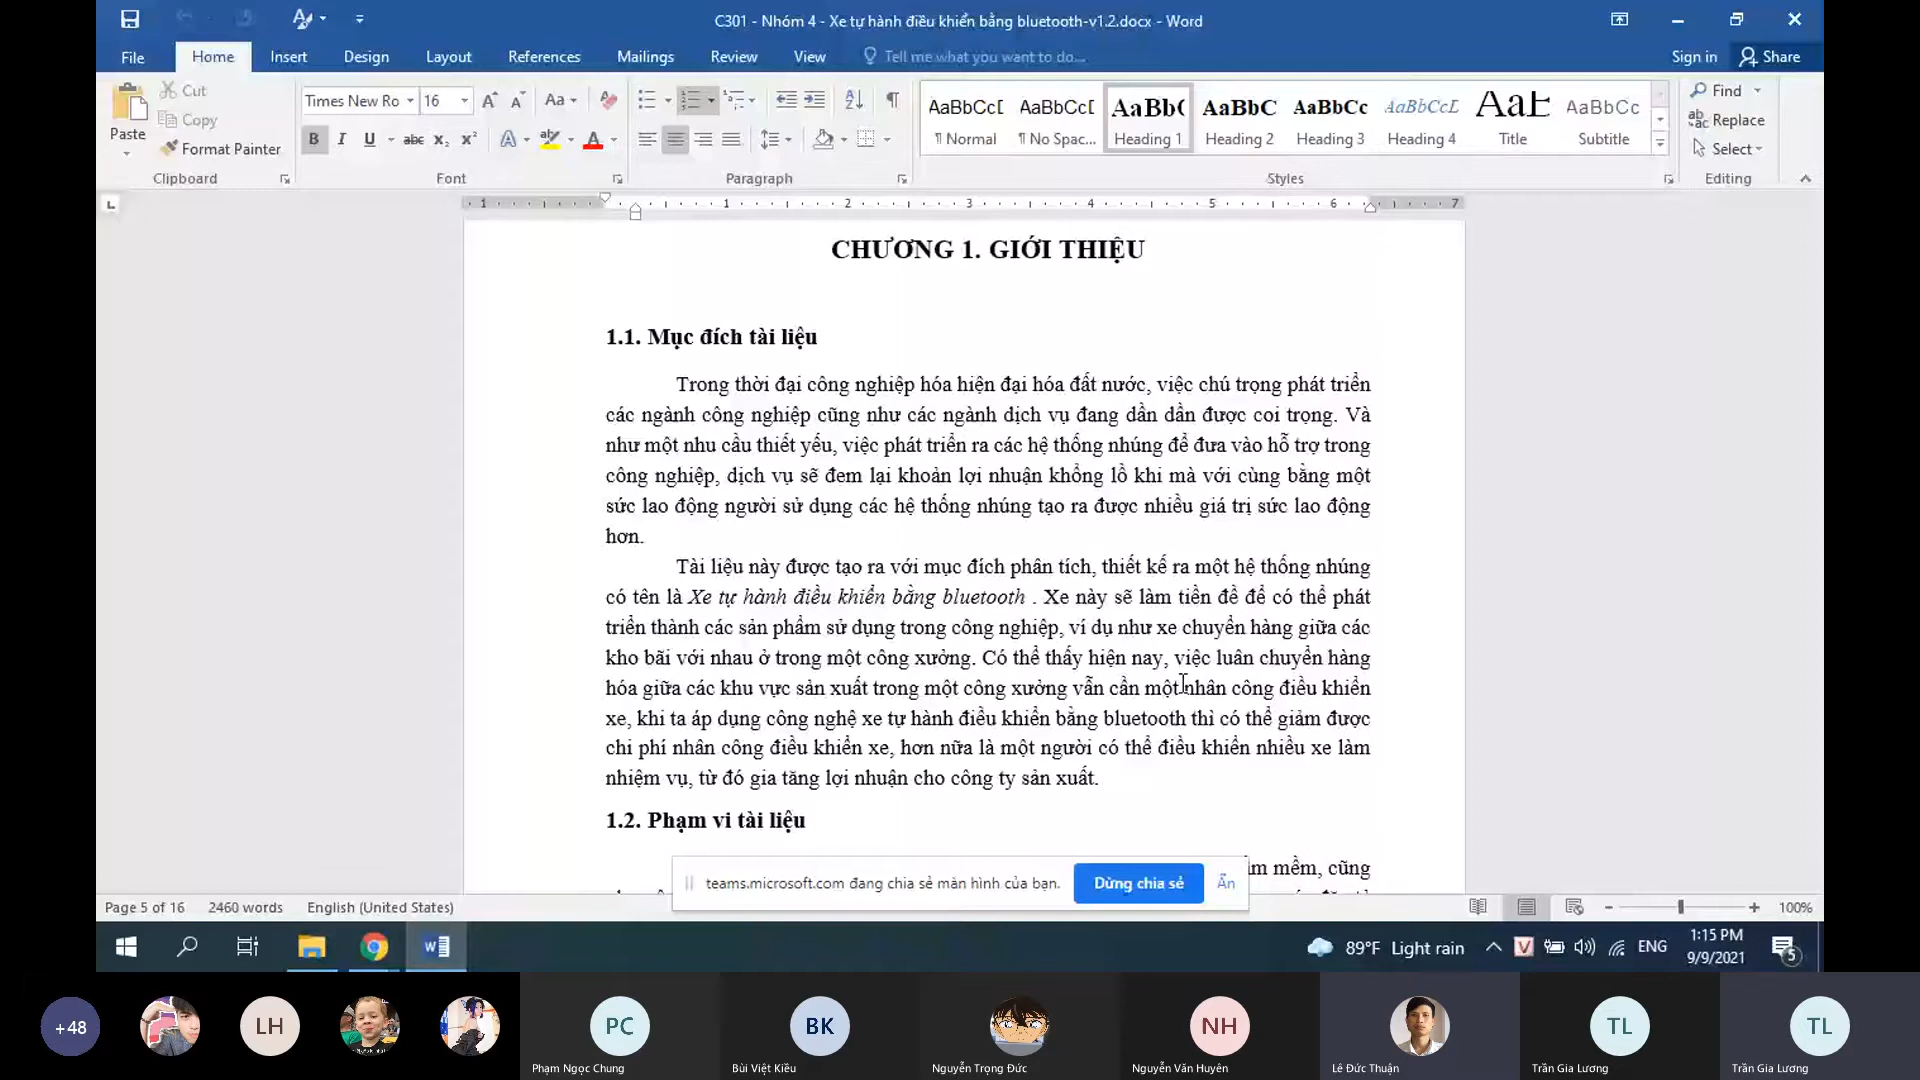 C301 - Nhóm 4 - Xe tự hành điều khiển bằng bluetooth-v1.2.docx - Word
File Home Insert Design Layout References Mailings Review View Tell me what you want to do... Sign in Share
Cut
Copy
Format Painter
Paste
Clipboard
Times New Ro 16
Font
Paragraph
AaBbCcD AaBbCcD AaBb( AaBbC AaBbCc AaBbCcD AaB AaBbCc
¶ Normal ¶ No Spac... Heading 1 Heading 2 Heading 3 Heading 4 Title Subtitle
Styles
Find
Replace
Select
Editing
1 1 2 3 4 5 6 7
CHƯƠNG 1. GIỚI THIỆU
1.1. Mục đích tài liệu
Trong thời đại công nghiệp hóa hiện đại hóa đất nước, việc chú trọng phát triển
các ngành công nghiệp cũng như các ngành dịch vụ đang dần dần được coi trọng. Và
như một nhu cầu thiết yếu, việc phát triển ra các hệ thống nhúng để đưa vào hỗ trợ trong
công nghiệp, dịch vụ sẽ đem lại khoản lợi nhuận khổng lồ khi mà với cùng bằng một
sức lao động người sử dụng các hệ thống nhúng tạo ra được nhiều giá trị sức lao động
hơn.
Tài liệu này được tạo ra với mục đích phân tích, thiết kế ra một hệ thống nhúng
có tên là Xe tự hành điều khiển bằng bluetooth . Xe này sẽ làm tiền đề để có thể phát
triển thành các sản phẩm sử dụng trong công nghiệp, ví dụ như xe chuyển hàng giữa các
kho bãi với nhau ở trong một công xưởng. Có thể thấy hiện nay, việc luân chuyển hàng
hóa giữa các khu vực sản xuất trong một công xưởng vẫn cần một nhân công điều khiển
xe, khi ta áp dụng công nghệ xe tự hành điều khiển bằng bluetooth thì có thể giảm được
chi phí nhân công điều khiển xe, hơn nữa là một người có thể điều khiển nhiều xe làm
nhiệm vụ, từ đó gia tăng lợi nhuận cho công ty sản xuất.
1.2. Phạm vi tài liệu
mềm, cũng
teams.microsoft.com đang chia sẻ màn hình của bạn. Dừng chia sẻ Ẩn
Page 5 of 16 2460 words English (United States) 100%
89°F Light rain ENG 1:15 PM
9/9/2021
5
+48 LH PC BK NH TL TL
Phạm Ngọc Chung Bùi Việt Kiều Nguyễn Trọng Đức Nguyễn Văn Huyên Lê Đức Thuận Trần Gia Lương Trần Gia Lương